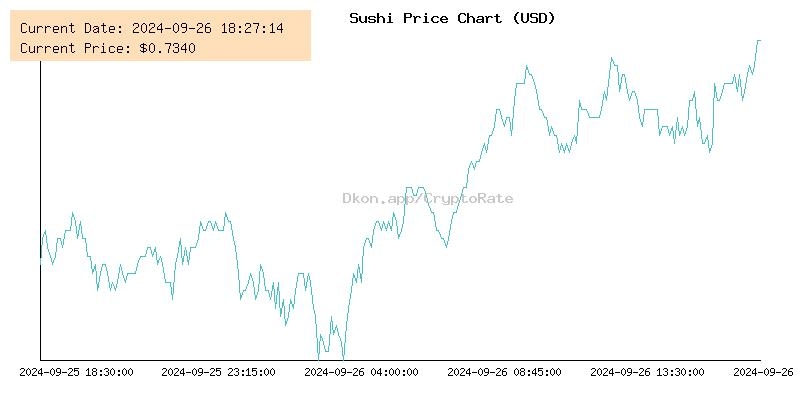 Sushi Price Chart (USD)
Current Date: 2024-09-26 18:27:14
Current Price: $0.7340
Dkon.app/CryptoRate
2024-09-25 18:30:00 2024-09-25 23:15:00 2024-09-26 04:00:00 2024-09-26 08:45:00 2024-09-26 13:30:00 2024-09-26